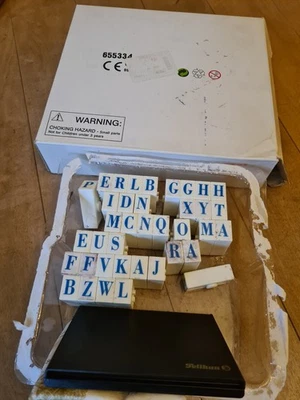 655334
CE
WARNING:
CHOKING HAZARD - Small parts
Not for Children under 3 years
P ERLB GGHH
IDN XYT
MCNQ O MA
EUS RA
FFVKAJ
BZWL
Pelikan